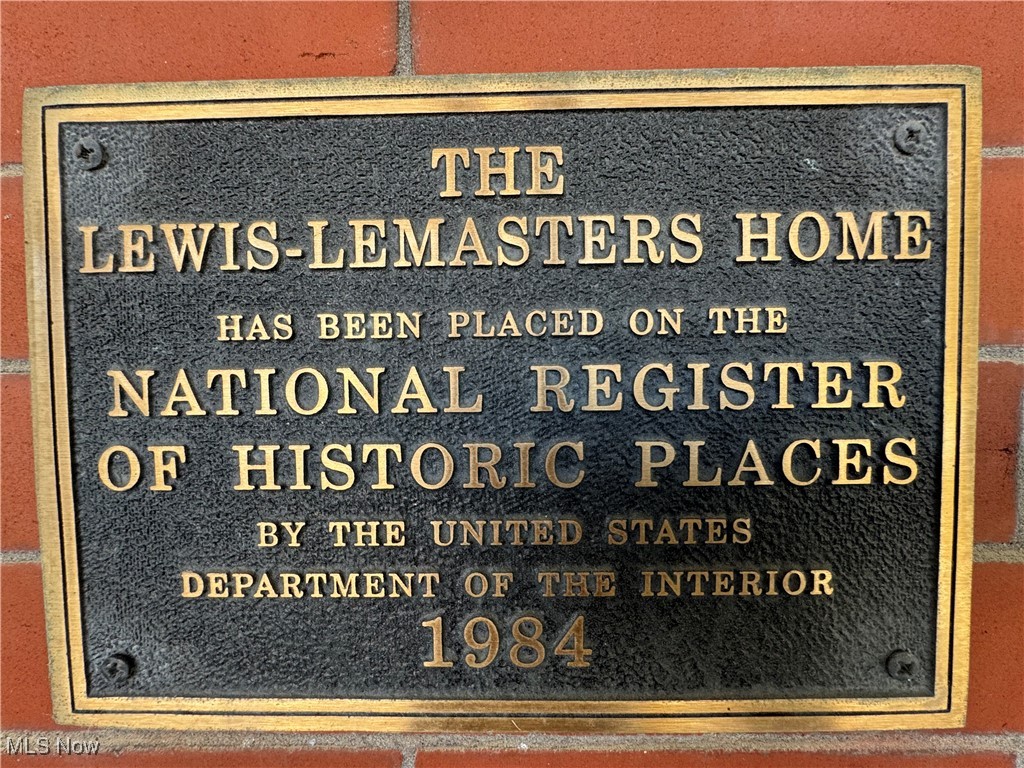 THE
LEWIS-LEMASTERS HOME
HAS BEEN PLACED ON THE
NATIONAL REGISTER
OF HISTORIC PLACES
BY THE UNITED STATES
DEPARTMENT OF THE INTERIOR
1984
MLS Now